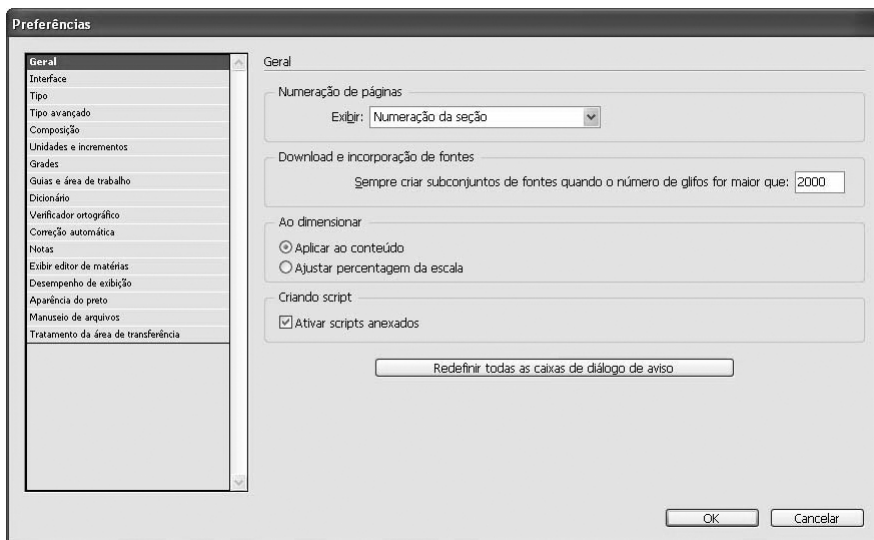 Preferências
Geral
Interface
Tipo
Tipo avançado
Composição
Unidades e incrementos
Grades
Guias e área de trabalho
Dicionário
Verificador ortográfico
Correção automática
Notas
Exibir editor de matérias
Desempenho de exibição
Aparência do preto
Manuseio de arquivos
Tratamento da área de transferência
Geral
Numeração de páginas
Exibir: Numeração da seção
Download e incorporação de fontes
Sempre criar subconjuntos de fontes quando o número de glifos for maior que: 2000
Ao dimensionar
Aplicar ao conteúdo
Ajustar percentagem da escala
Criando script
Ativar scripts anexados
Redefinir todas as caixas de diálogo de aviso
OK Cancelar